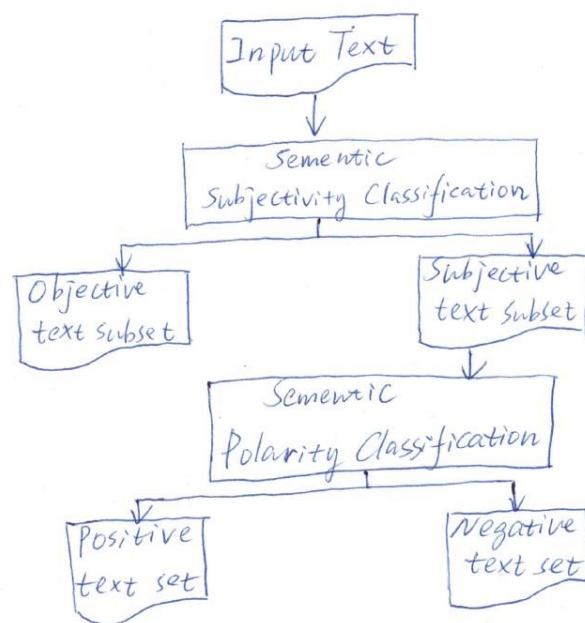 Input Text
Sementic
Subjectivity Classification
Objective
text subset
Subjective
text subset
Sementic
Polarity Classification
Positive
text set
Negative
text set